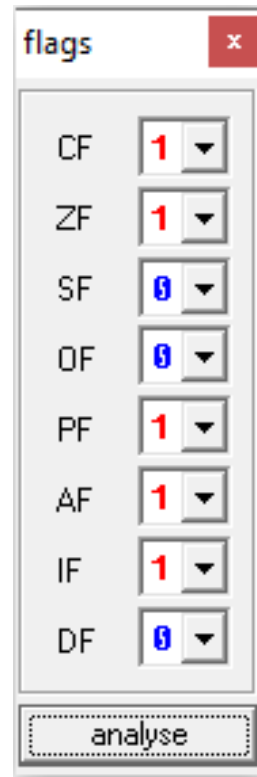 flags x
CF 1
ZF 1
SF 0
OF 0
PF 1
AF 1
IF 1
DF 0
analyse